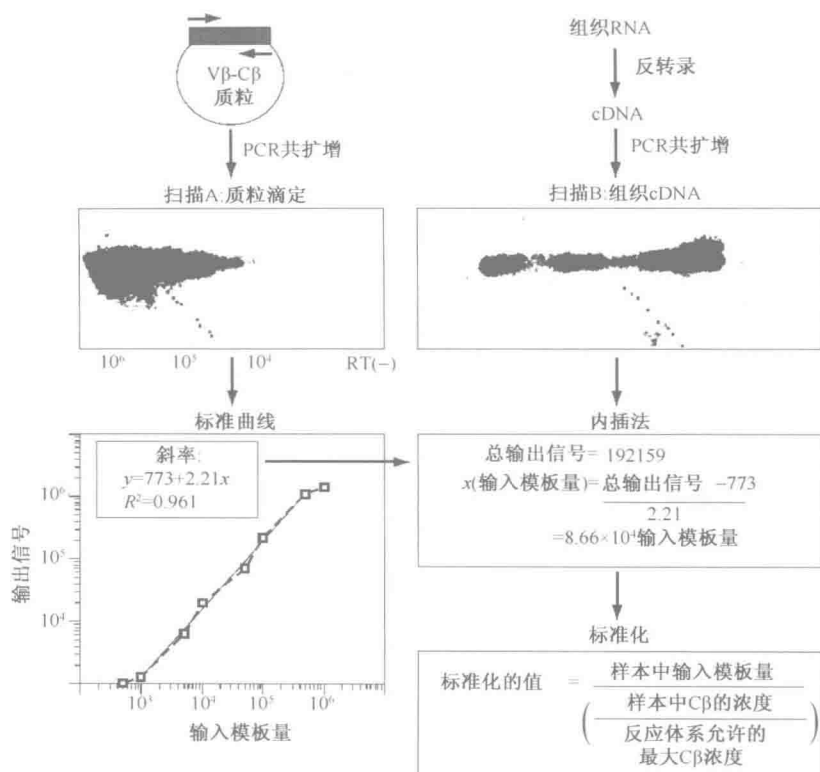 Vβ-Cβ
质粒
PCR共扩增
扫描A:质粒滴定
10⁶ 10⁵ 10⁴ RT(−)
标准曲线
斜率:
y=773+2.21x
R²=0.961
输出信号
10⁶
10⁵
10⁴
10³ 10⁴ 10⁵ 10⁶
输入模板量
组织RNA
反转录
cDNA
PCR共扩增
扫描B:组织cDNA
内插法
总输出信号= 192159
x(输入模板量)=总输出信号 −773
2.21
=8.66×10⁴输入模板量
标准化
标准化的值 =
样本中输入模板量
(样本中Cβ的浓度
反应体系允许的
最大Cβ浓度)